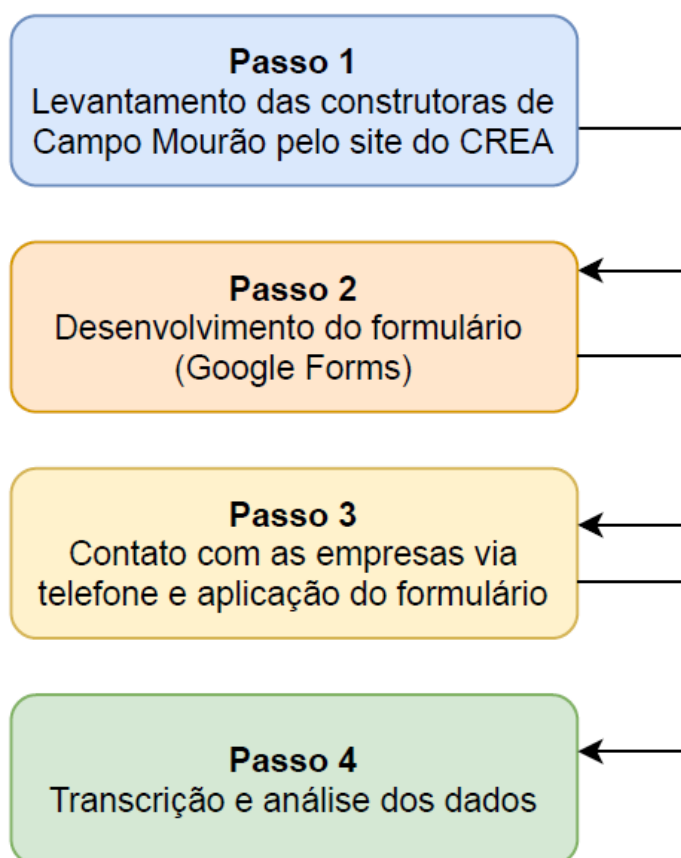 Passo 1
Levantamento das construtoras de
Campo Mourão pelo site do CREA
Passo 2
Desenvolvimento do formulário
(Google Forms)
Passo 3
Contato com as empresas via
telefone e aplicação do formulário
Passo 4
Transcrição e análise dos dados